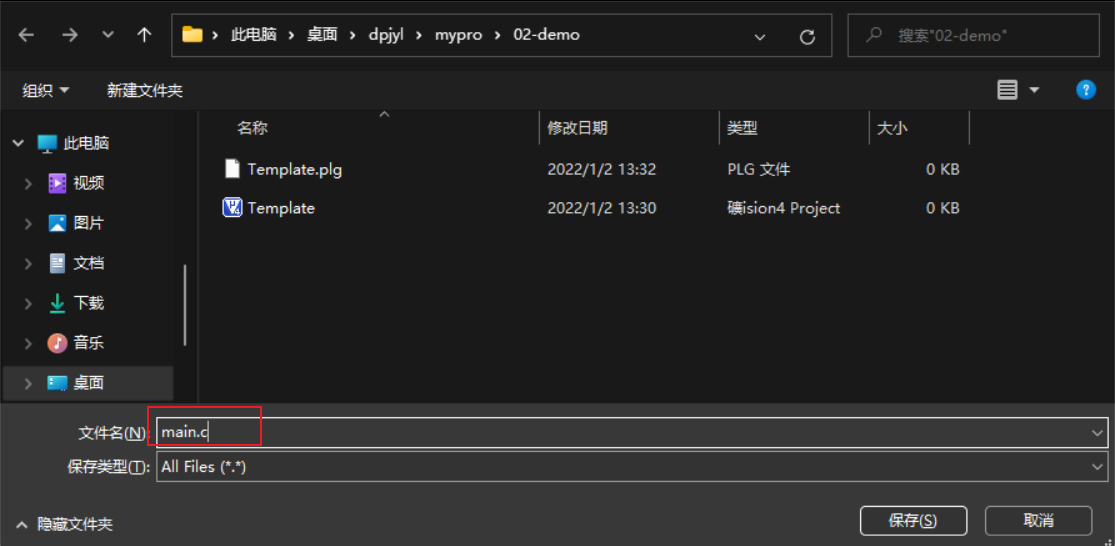 此电脑 › 桌面 › dpjyl › mypro › 02-demo
搜索"02-demo"
组织
新建文件夹
名称 修改日期 类型 大小
Template.plg 2022/1/2 13:32 PLG 文件 0 KB
Template 2022/1/2 13:30 礦ision4 Project 0 KB
此电脑
视频
图片
文档
下载
音乐
桌面
文件名(N): main.c
保存类型(T): All Files (*.*)
隐藏文件夹
保存(S)
取消